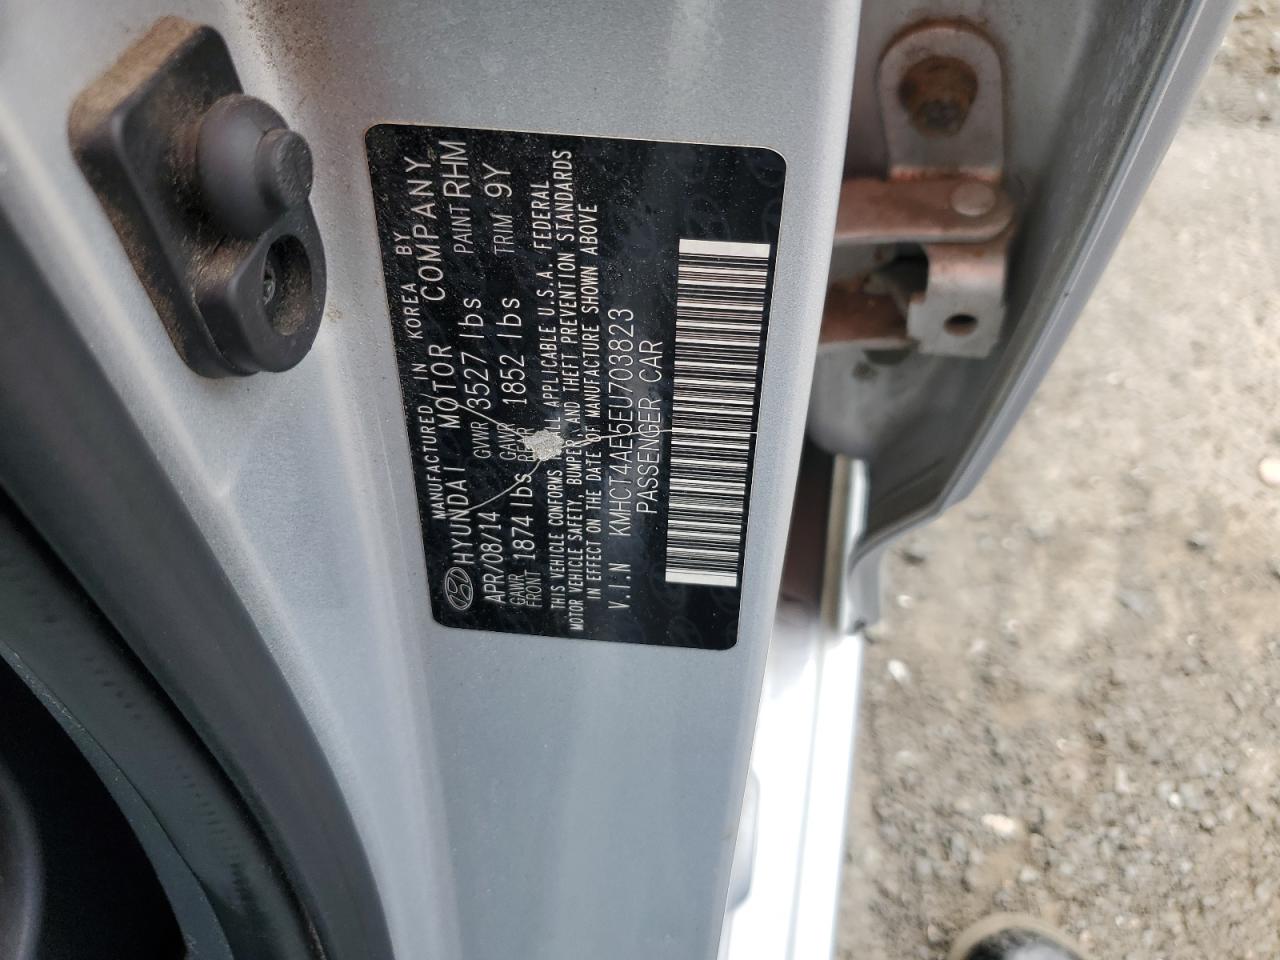 MANUFACTURED IN KOREA BY
HYUNDAI MOTOR COMPANY
APR/08/14 GVWR 3527 lbs PAINT RHM
GAWR FRONT 1874 lbs GAWR REAR 1852 lbs TRIM 9Y
THIS VEHICLE CONFORMS ALL APPLICABLE U.S.A. FEDERAL
MOTOR VEHICLE SAFETY, BUMPER, AND THEFT PREVENTION STANDARDS
IN EFFECT ON THE DATE OF MANUFACTURE SHOWN ABOVE
V.I.N KMHCT4AE5EU703823
PASSENGER CAR